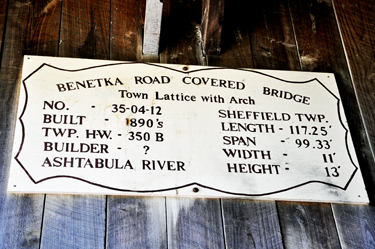 BENETKA ROAD COVERED BRIDGE
Town Lattice with Arch
NO. - 35-04-12
BUILT - 1890's
TWP. HW. - 350 B
BUILDER - ?
ASHTABULA RIVER
SHEFFIELD TWP.
LENGTH - 117.25'
SPAN - 99.33'
WIDTH - 11'
HEIGHT - 13'